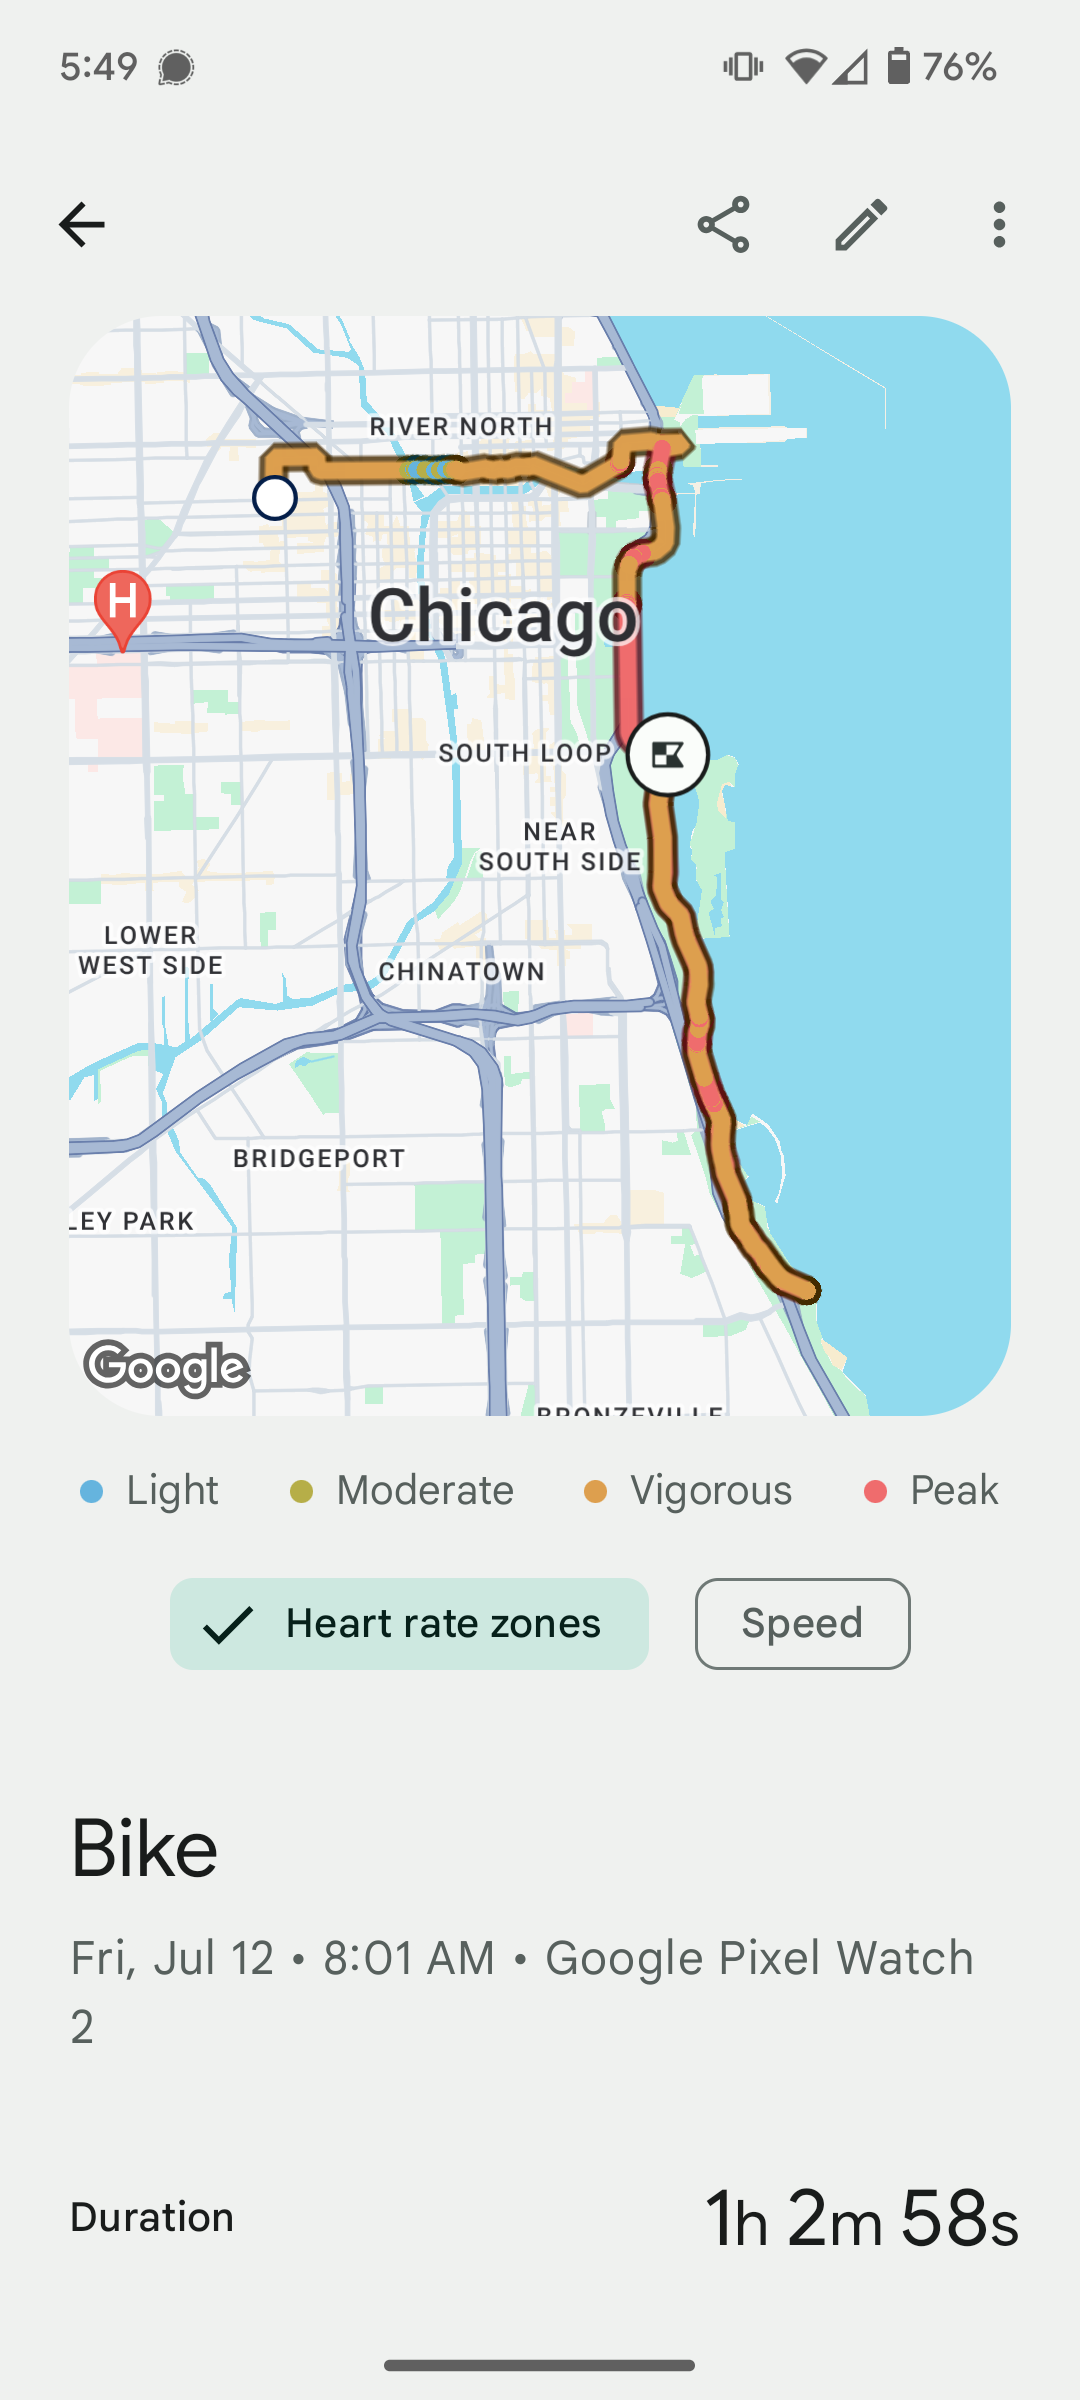 5:49
76%
RIVER NORTH
H
Chicago
SOUTH LOOP
NEAR
SOUTH SIDE
LOWER
WEST SIDE
CHINATOWN
BRIDGEPORT
LEY PARK
Google
BRONZEVILLE
Light
Moderate
Vigorous
Peak
Heart rate zones
Speed
Bike
Fri, Jul 12 • 8:01 AM • Google Pixel Watch
2
Duration
1h 2m 58s